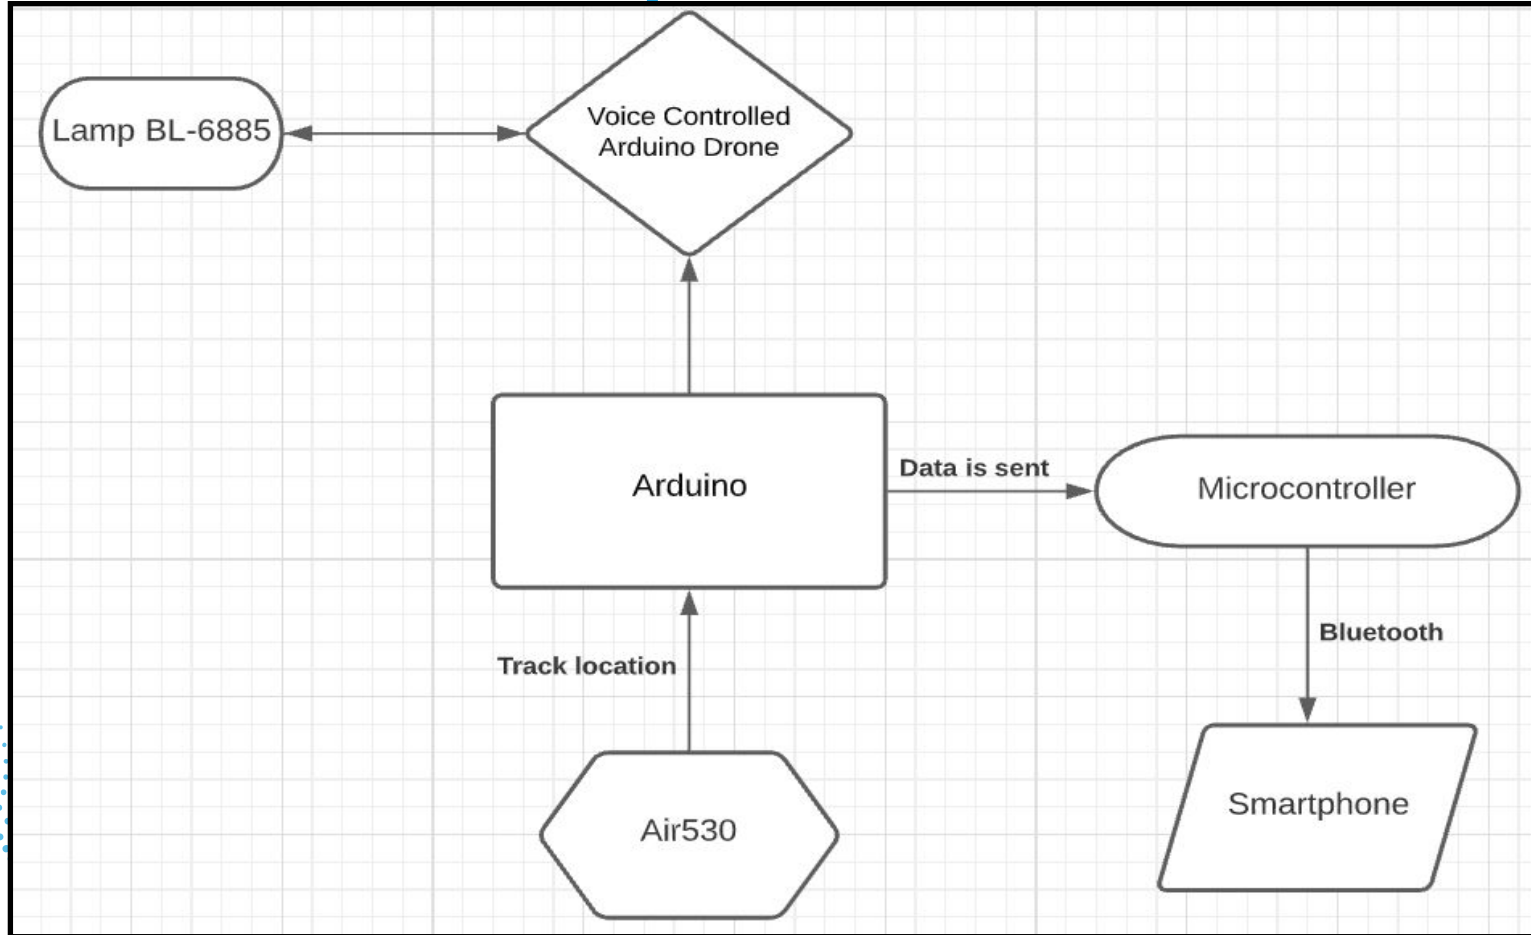 Lamp BL-6885
Voice Controlled
Arduino Drone
Arduino
Data is sent
Microcontroller
Bluetooth
Track location
Air530
Smartphone